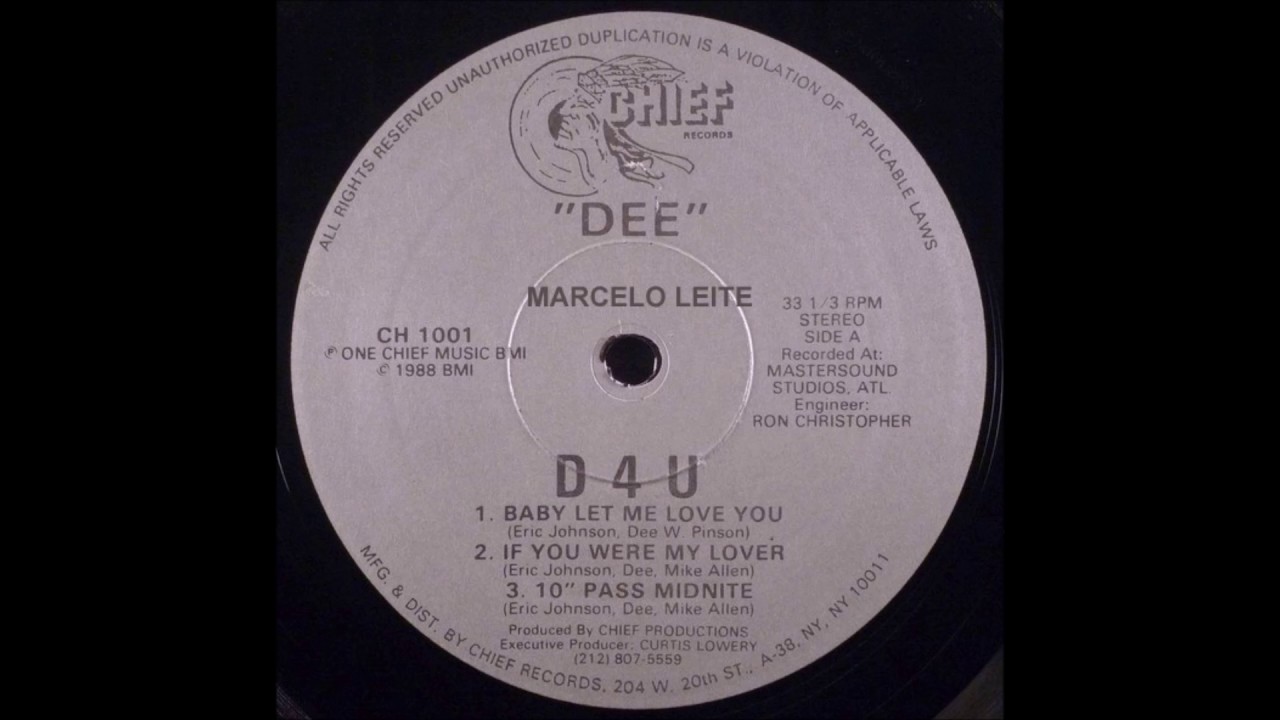 ALL RIGHTS RESERVED UNAUTHORIZED DUPLICATION IS A VIOLATION OF APPLICABLE LAWS
CHIEF
RECORDS
"DEE"
MARCELO LEITE
CH 1001
℗ ONE CHIEF MUSIC BMI
© 1988 BMI
33 1/3 RPM
STEREO
SIDE A
Recorded At:
MASTERSOUND
STUDIOS, ATL.
Engineer:
RON CHRISTOPHER
D 4 U
1. BABY LET ME LOVE YOU
(Eric Johnson, Dee W. Pinson)
2. IF YOU WERE MY LOVER
(Eric Johnson, Dee, Mike Allen)
3. 10" PASS MIDNITE
(Eric Johnson, Dee, Mike Allen)
Produced By CHIEF PRODUCTIONS
Executive Producer: CURTIS LOWERY
(212) 807-5559
MFG. & DIST. BY CHIEF RECORDS, 204 W. 20th ST., A-38, NY, NY 10011